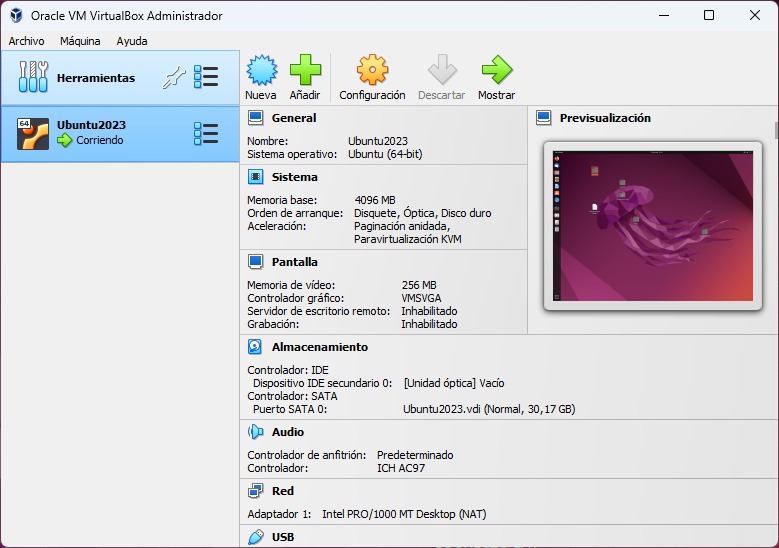 Oracle VM VirtualBox Administrador
Archivo Máquina Ayuda
Herramientas
Nueva Añadir Configuración Descartar Mostrar
64
Ubuntu2023
Corriendo
General
Nombre: Ubuntu2023
Sistema operativo: Ubuntu (64-bit)
Sistema
Memoria base: 4096 MB
Orden de arranque: Disquete, Óptica, Disco duro
Aceleración: Paginación anidada,
Paravirtualización KVM
Pantalla
Memoria de vídeo: 256 MB
Controlador gráfico: VMSVGA
Servidor de escritorio remoto: Inhabilitado
Grabación: Inhabilitado
Previsualización
Almacenamiento
Controlador: IDE
Dispositivo IDE secundario 0: [Unidad óptica] Vacío
Controlador: SATA
Puerto SATA 0: Ubuntu2023.vdi (Normal, 30,17 GB)
Audio
Controlador de anfitrión: Predeterminado
Controlador: ICH AC97
Red
Adaptador 1: Intel PRO/1000 MT Desktop (NAT)
USB